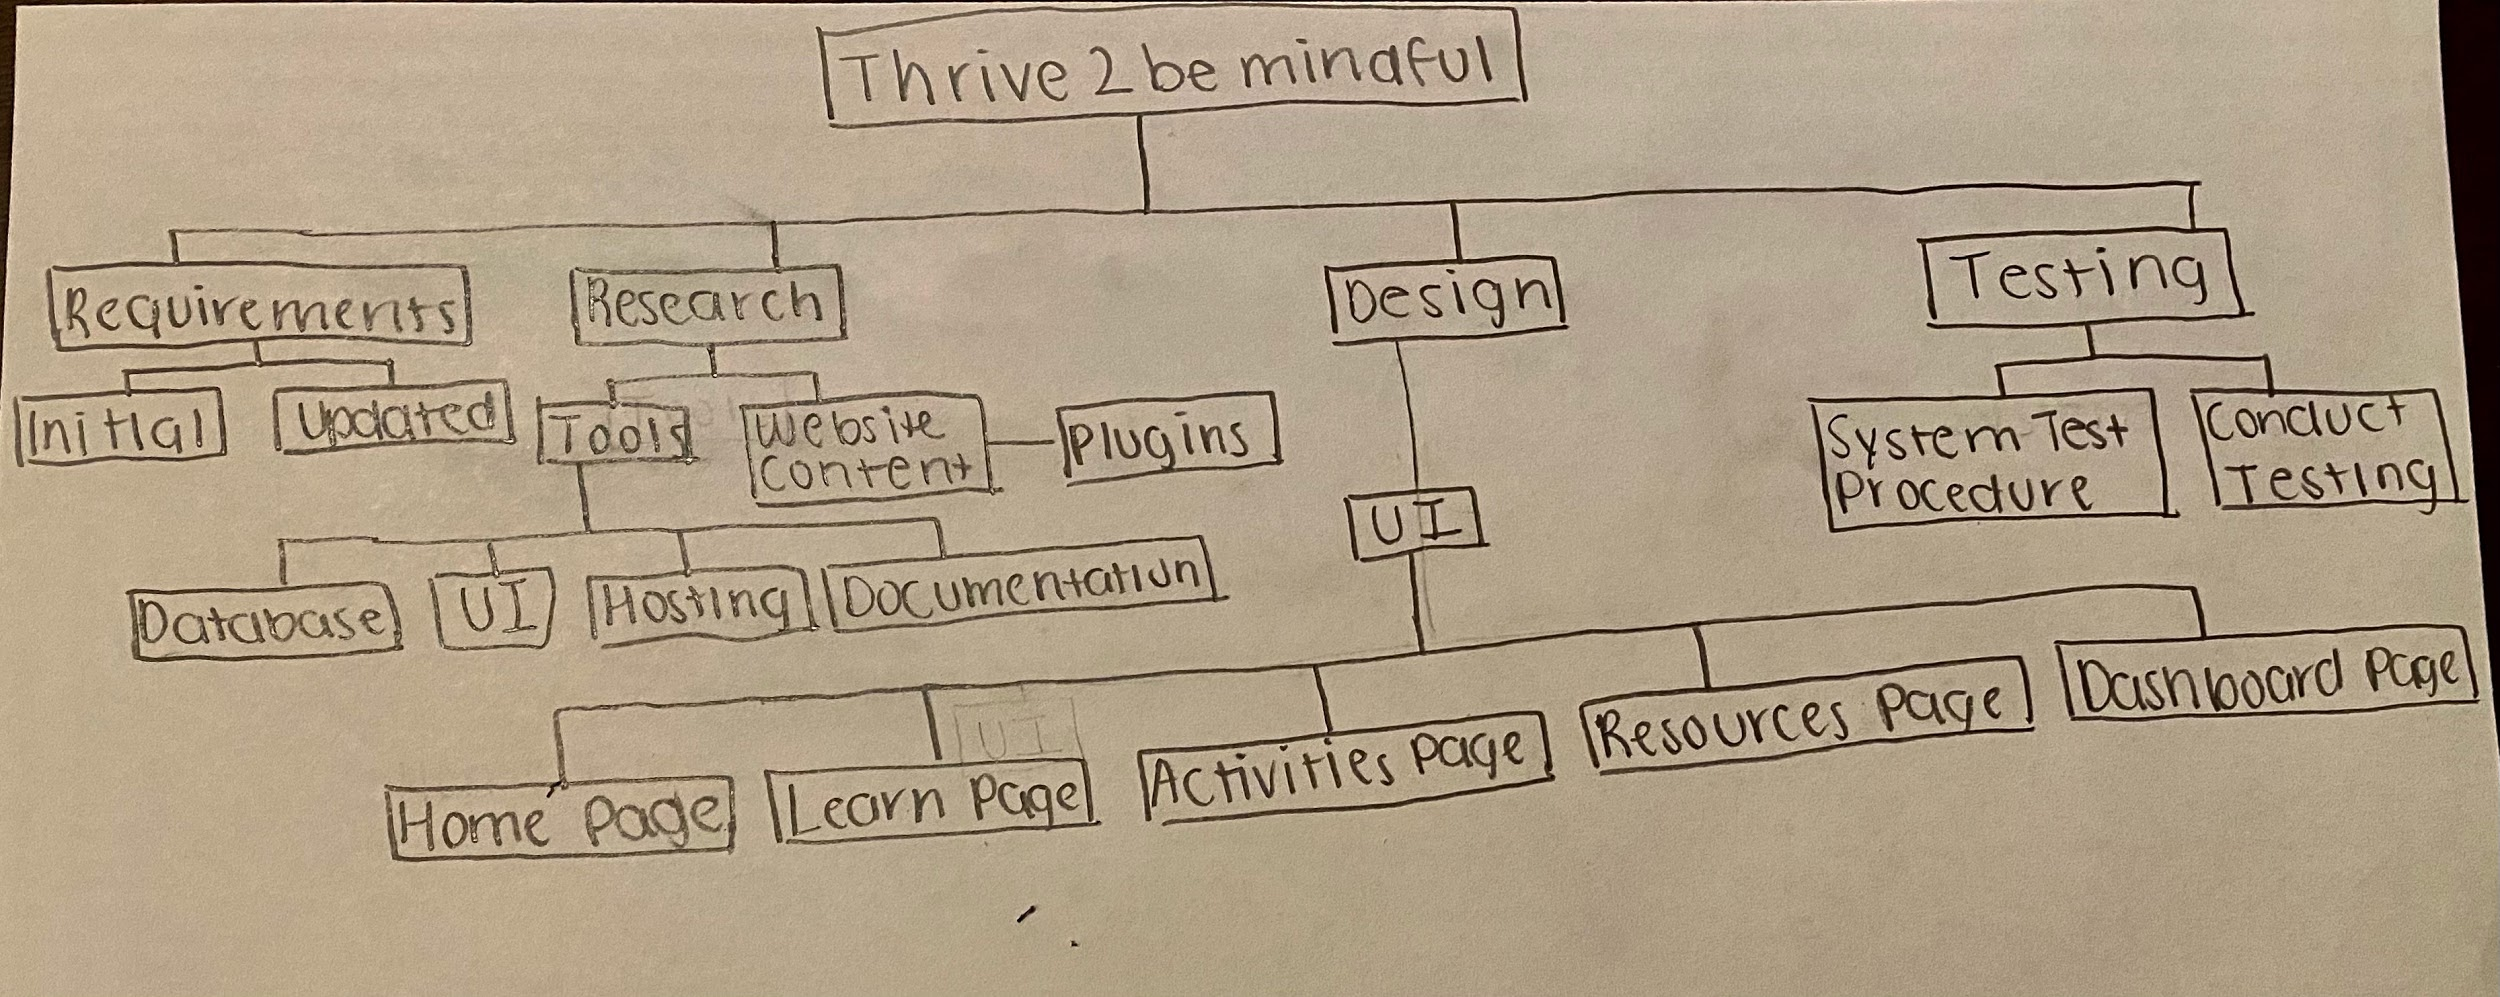 Thrive 2 be mindful
Requirements
Research
Design
Testing
Initial
Updated
Tools
Website
Content
Plugins
System Test
Procedure
Conduct
Testing
UI
Database
UI
Hosting
Documentation
UI
Home Page
Learn Page
Activities Page
Resources Page
Dashboard Page